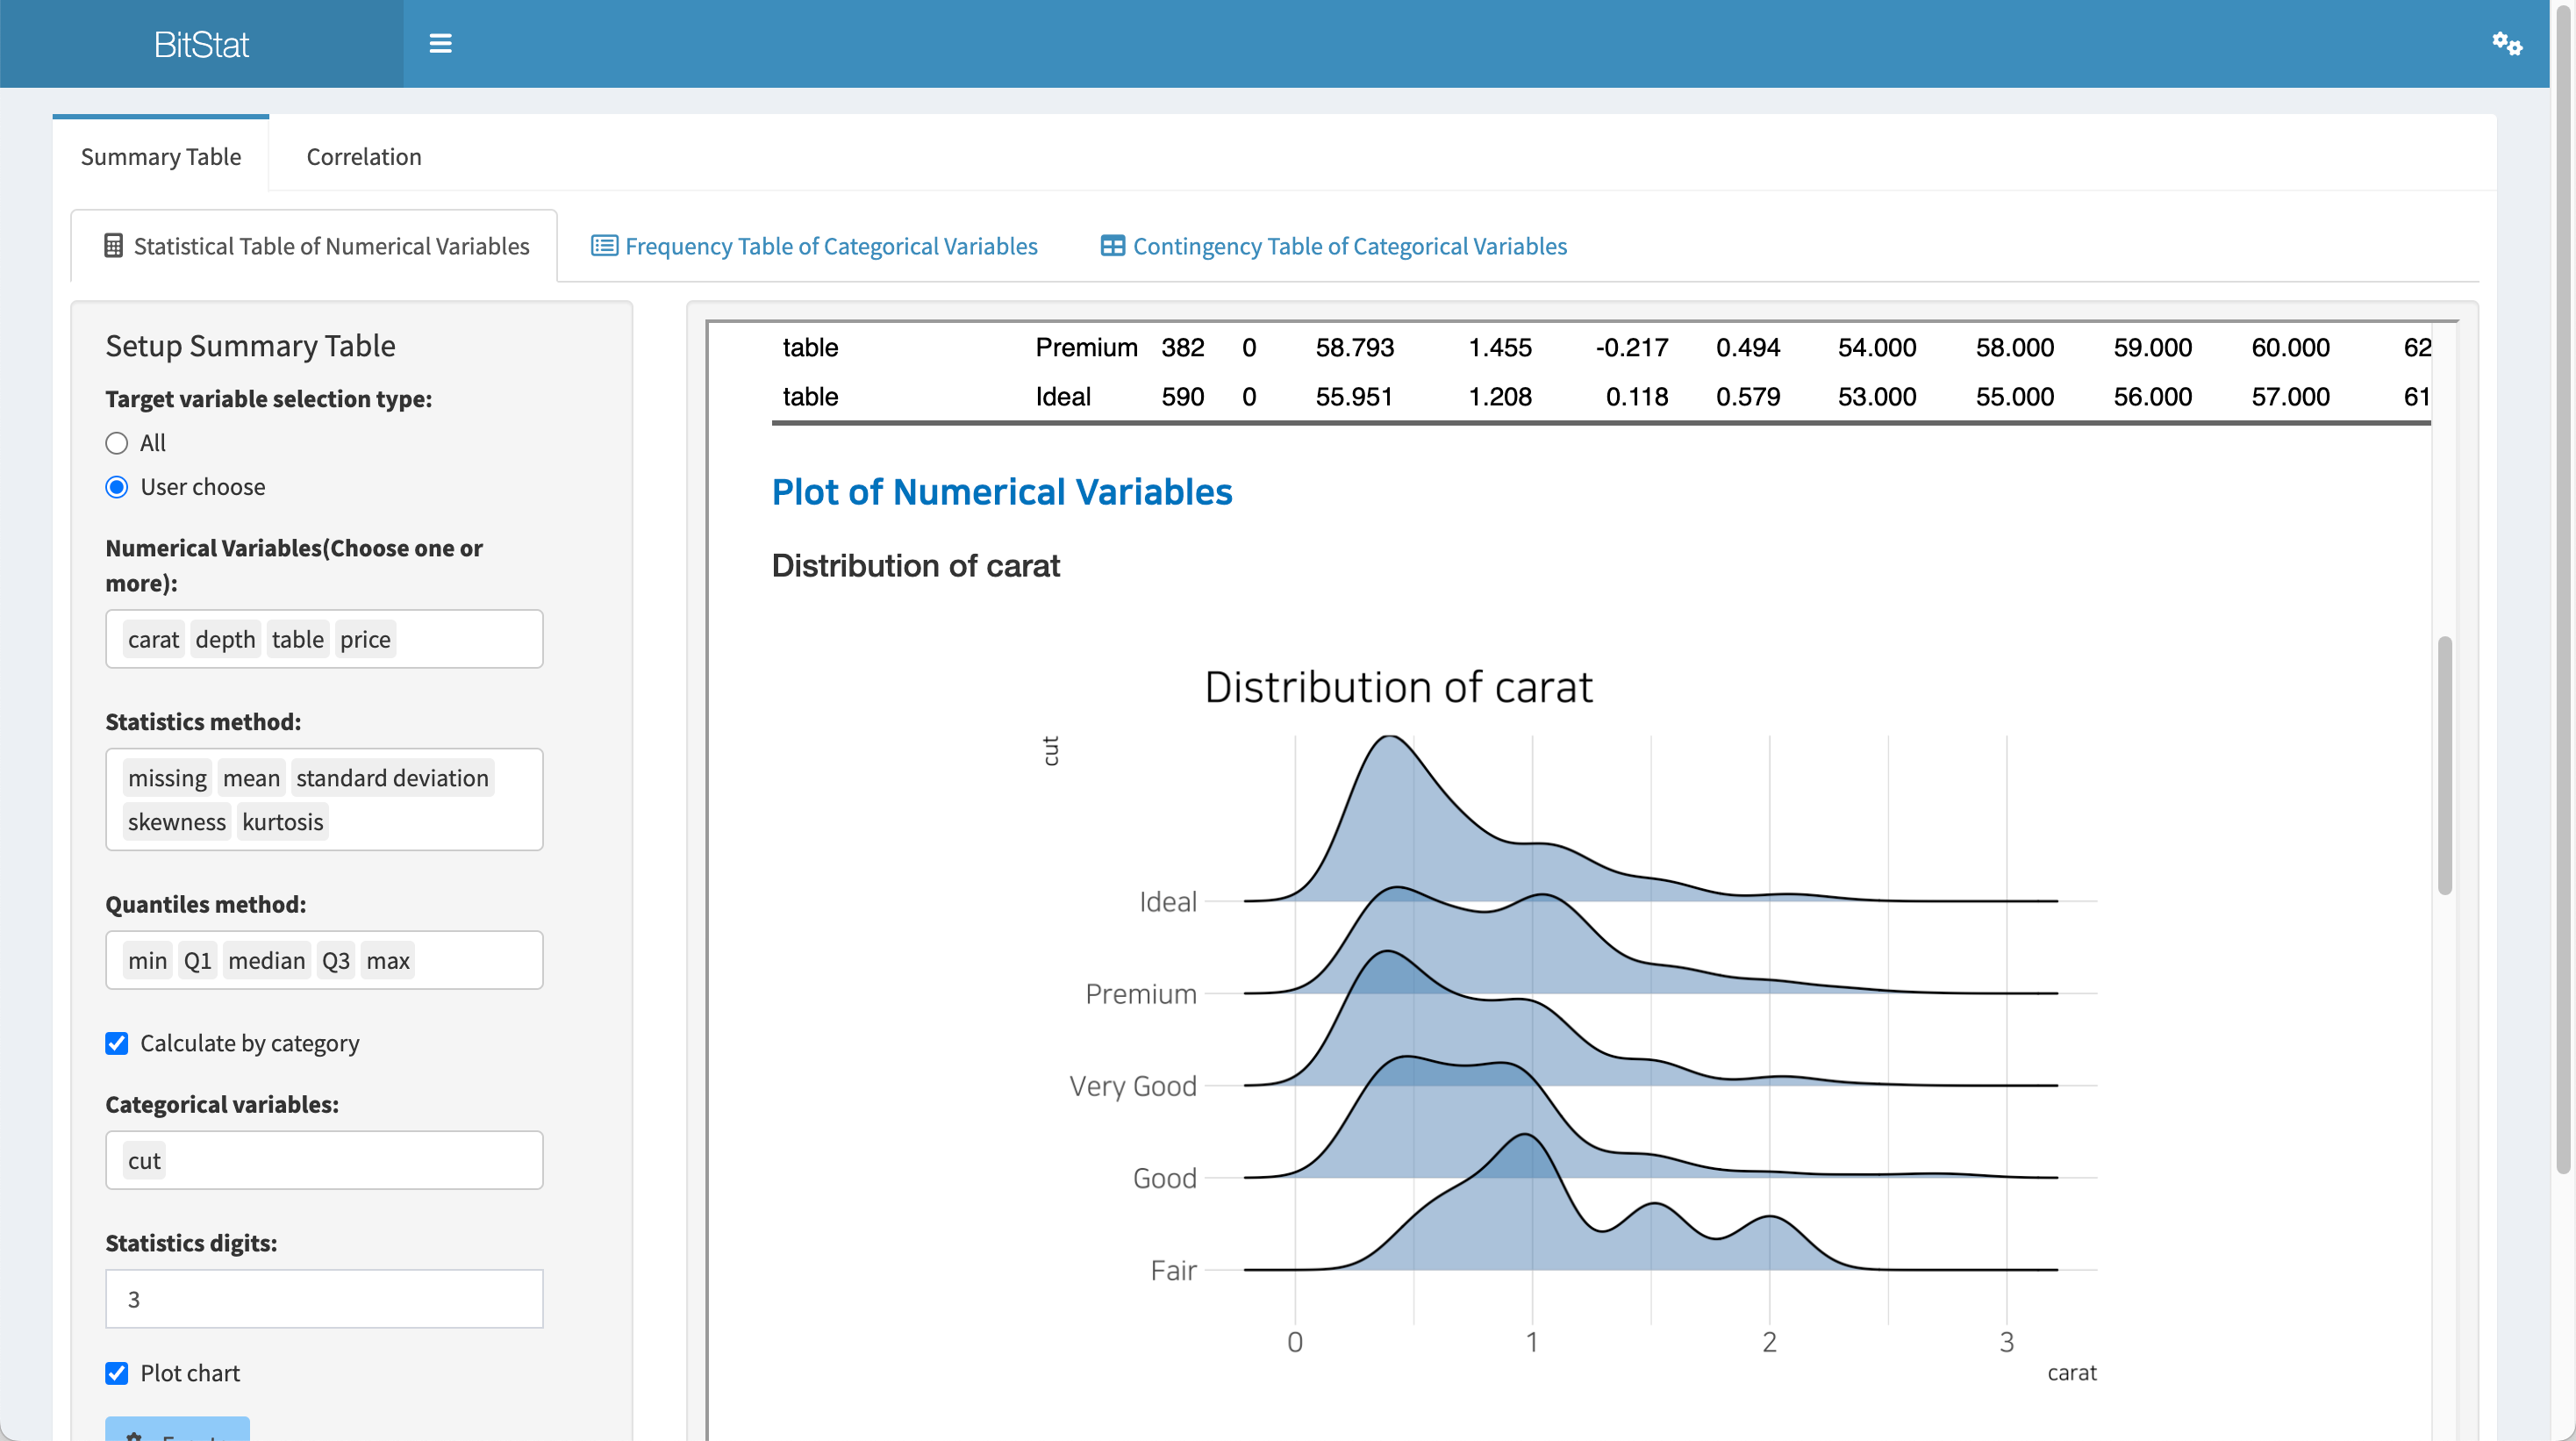 BitStat
Summary Table
Correlation
Statistical Table of Numerical Variables
Frequency Table of Categorical Variables
Contingency Table of Categorical Variables
Setup Summary Table
Target variable selection type:
All
User choose
Numerical Variables(Choose one or
more):
carat depth table price
Statistics method:
missing mean standard deviation
skewness kurtosis
Quantiles method:
min Q1 median Q3 max
Calculate by category
Categorical variables:
cut
Statistics digits:
3
Plot chart
table Premium 382 0 58.793 1.455 -0.217 0.494 54.000 58.000 59.000 60.000 62
table Ideal 590 0 55.951 1.208 0.118 0.579 53.000 55.000 56.000 57.000 61
Plot of Numerical Variables
Distribution of carat
Distribution of carat
cut
Ideal
Premium
Very Good
Good
Fair
0 1 2 3
carat